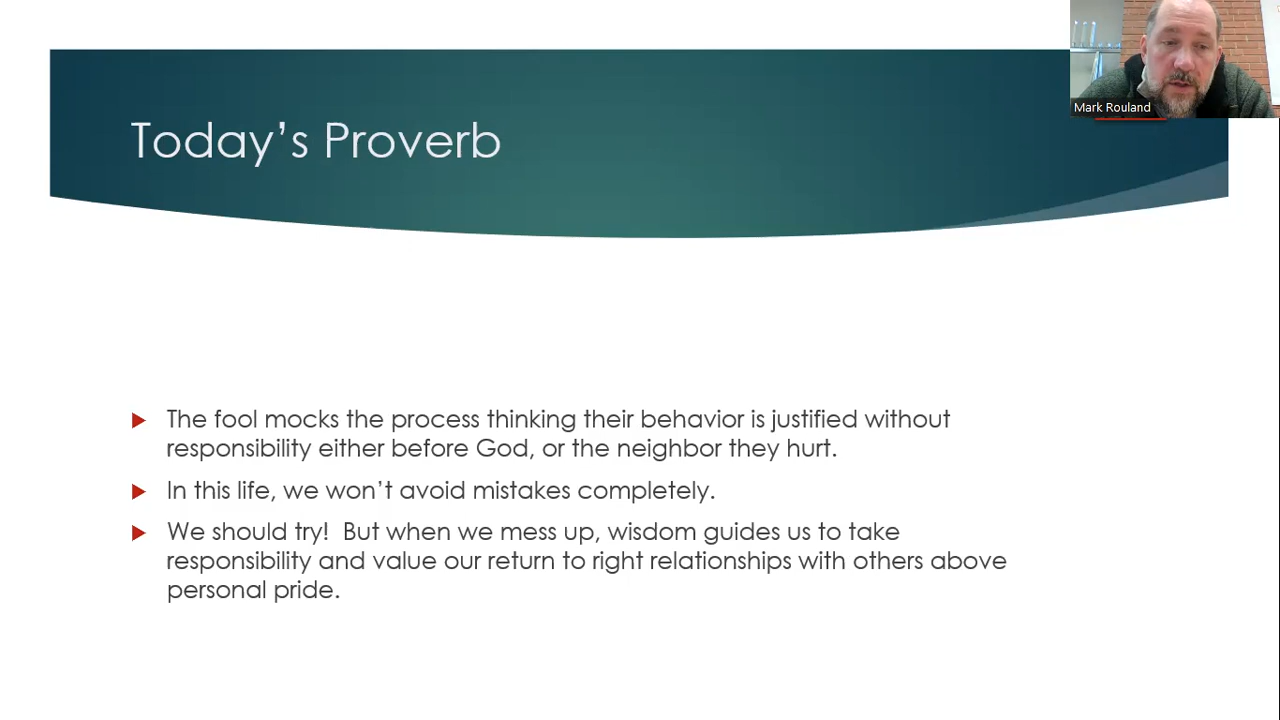 Mark Rouland
Today’s Proverb
The fool mocks the process thinking their behavior is justified without
responsibility either before God, or the neighbor they hurt.
In this life, we won’t avoid mistakes completely.
We should try!  But when we mess up, wisdom guides us to take
responsibility and value our return to right relationships with others above
personal pride.